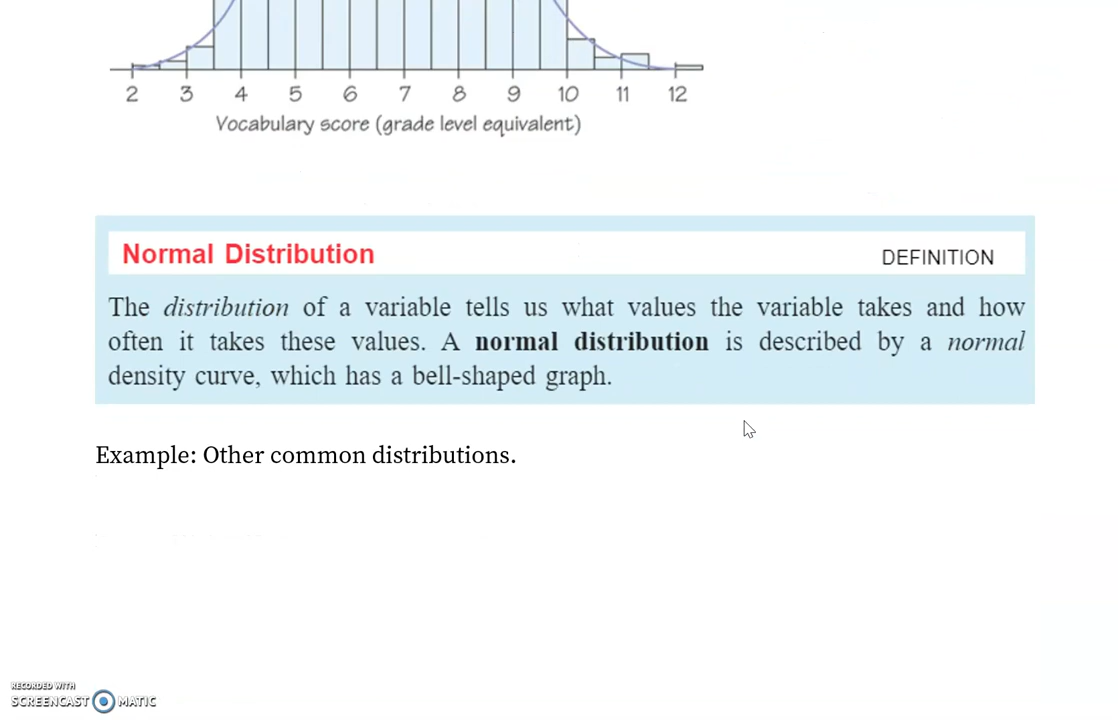 2 3 4 5 6 7 8 9 10 11 12
Vocabulary score (grade level equivalent)
Normal Distribution DEFINITION
The distribution of a variable tells us what values the variable takes and how
often it takes these values. A normal distribution is described by a normal
density curve, which has a bell-shaped graph.
Example: Other common distributions.
RECORDED WITH
SCREENCAST MATIC